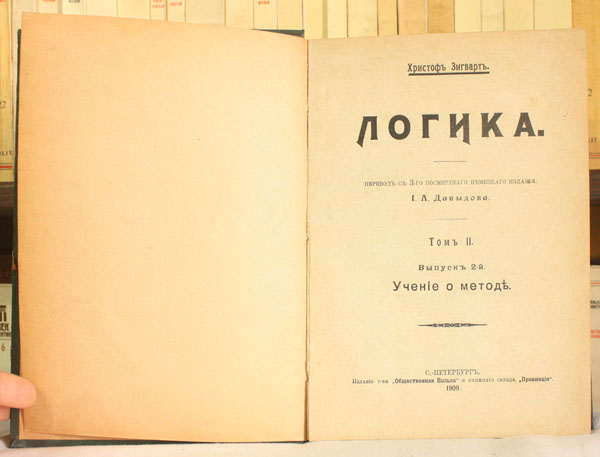 Христофъ Зигвартъ.
ЛОГИКА.
ПЕРЕВОДЪ СЪ 3-ГО ПОСМЕРТНАГО НѢМЕЦКАГО ИЗДАНІЯ.
І. А. Давыдова.
Томъ II.
Выпускъ 2-й.
Ученіе о методѣ.
С.-ПЕТЕРБУРГЪ.
Изданіе т-ва „Общественная Польза" и книжнаго склада „Провинція".
1909